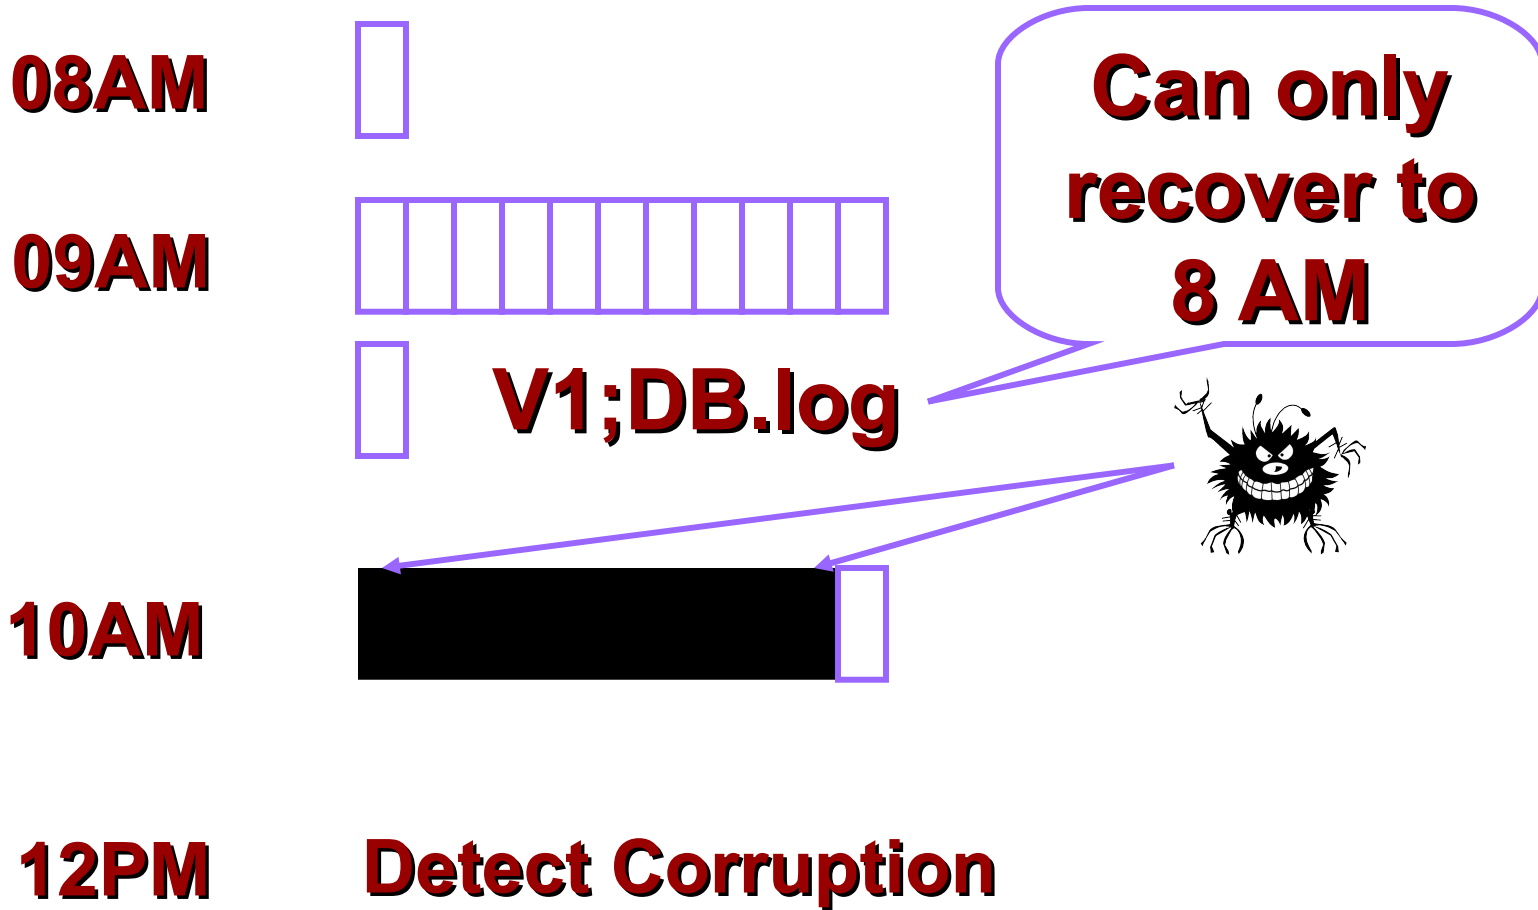 08AM
Can only
recover to
8 AM
09AM
V1;DB.log
10AM
12PM
Detect Corruption